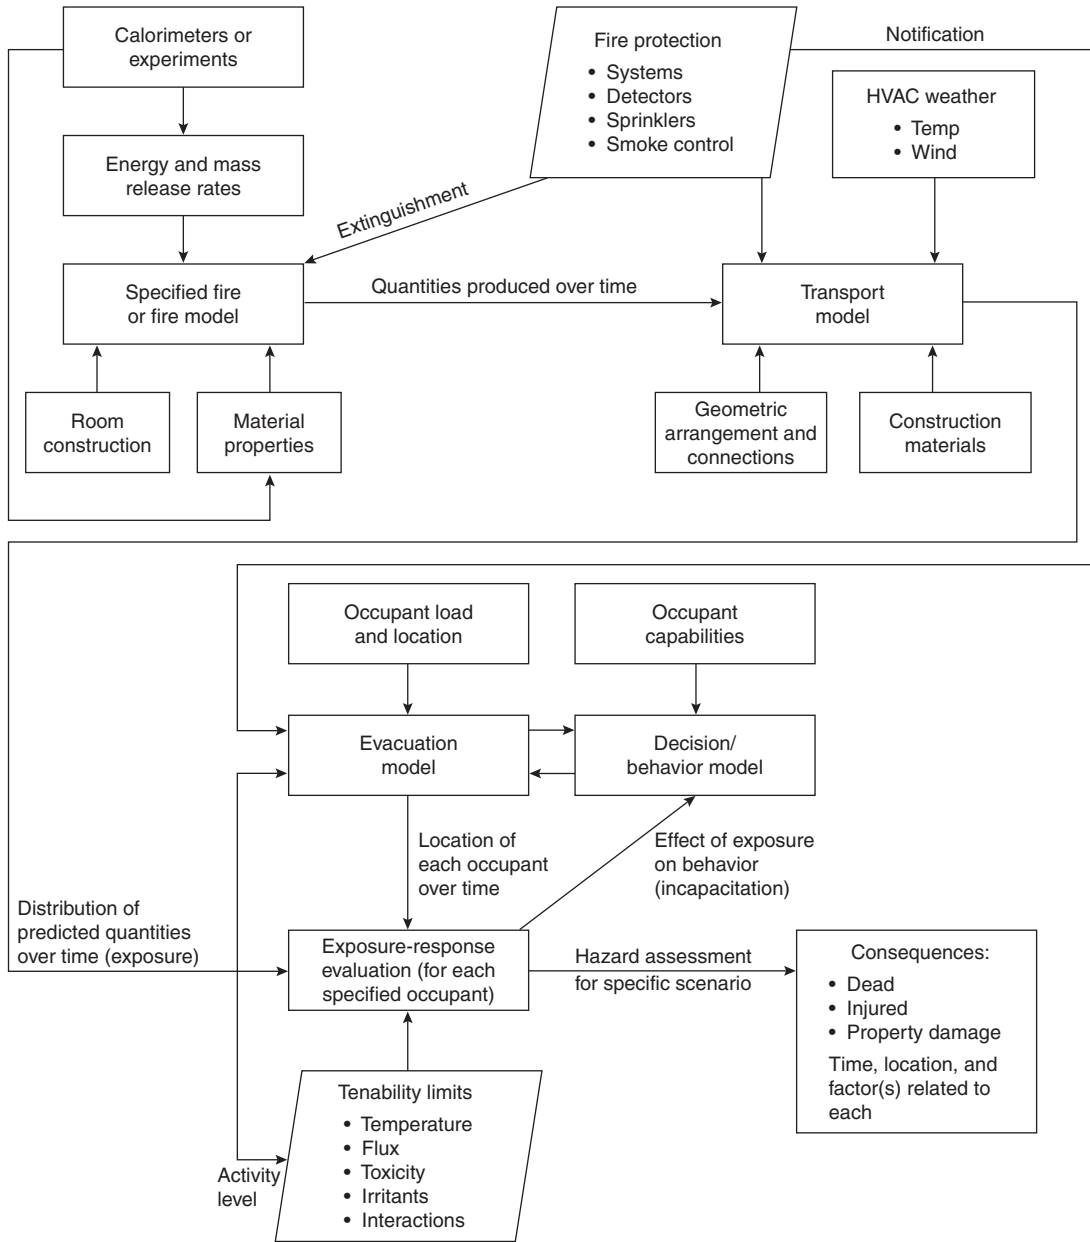 Calorimeters or
experiments
Fire protection
• Systems
• Detectors
• Sprinklers
• Smoke control
Notification
HVAC weather
• Temp
• Wind
Energy and mass
release rates
Extinguishment
Specified fire
or fire model
Quantities produced over time
Transport
model
Room
construction
Material
properties
Geometric
arrangement and
connections
Construction
materials
Occupant load
and location
Occupant
capabilities
Evacuation
model
Decision/
behavior model
Location of
each occupant
over time
Effect of exposure
on behavior
(incapacitation)
Distribution of
predicted quantities
over time (exposure)
Exposure-response
evaluation (for each
specified occupant)
Hazard assessment
for specific scenario
Consequences:
• Dead
• Injured
• Property damage
Time, location, and
factor(s) related to
each
Tenability limits
• Temperature
• Flux
• Toxicity
• Irritants
• Interactions
Activity
level